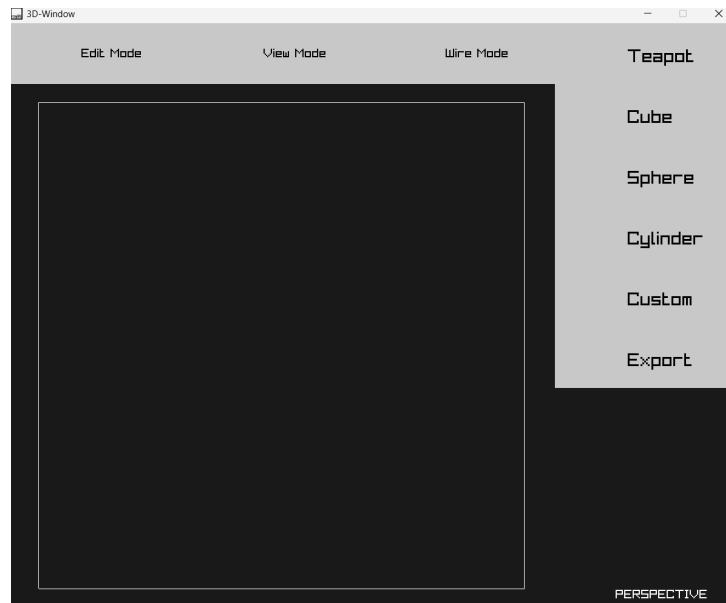 3D-Window
Edit Mode View Mode Wire Mode
Teapot
Cube
Sphere
Cylinder
Custom
Export
PERSPECTIVE